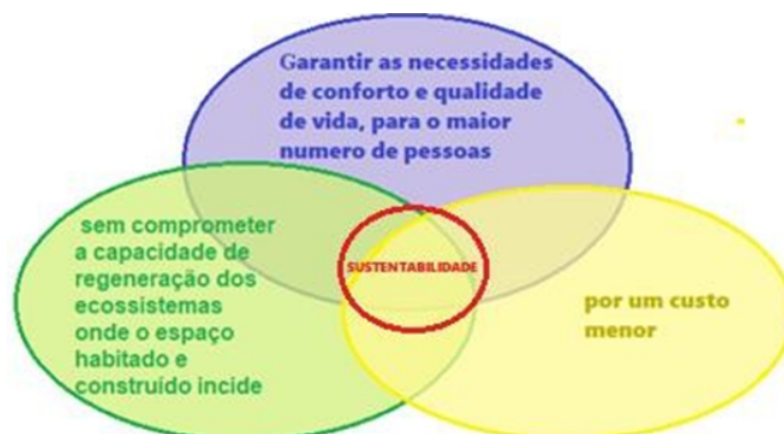 Garantir as necessidades
de conforto e qualidade
de vida, para o maior
numero de pessoas
sem comprometer
a capacidade de
regeneração dos
ecossistemas
onde o espaço
habitado e
construído incide
SUSTENTABILIDADE
por um custo
menor